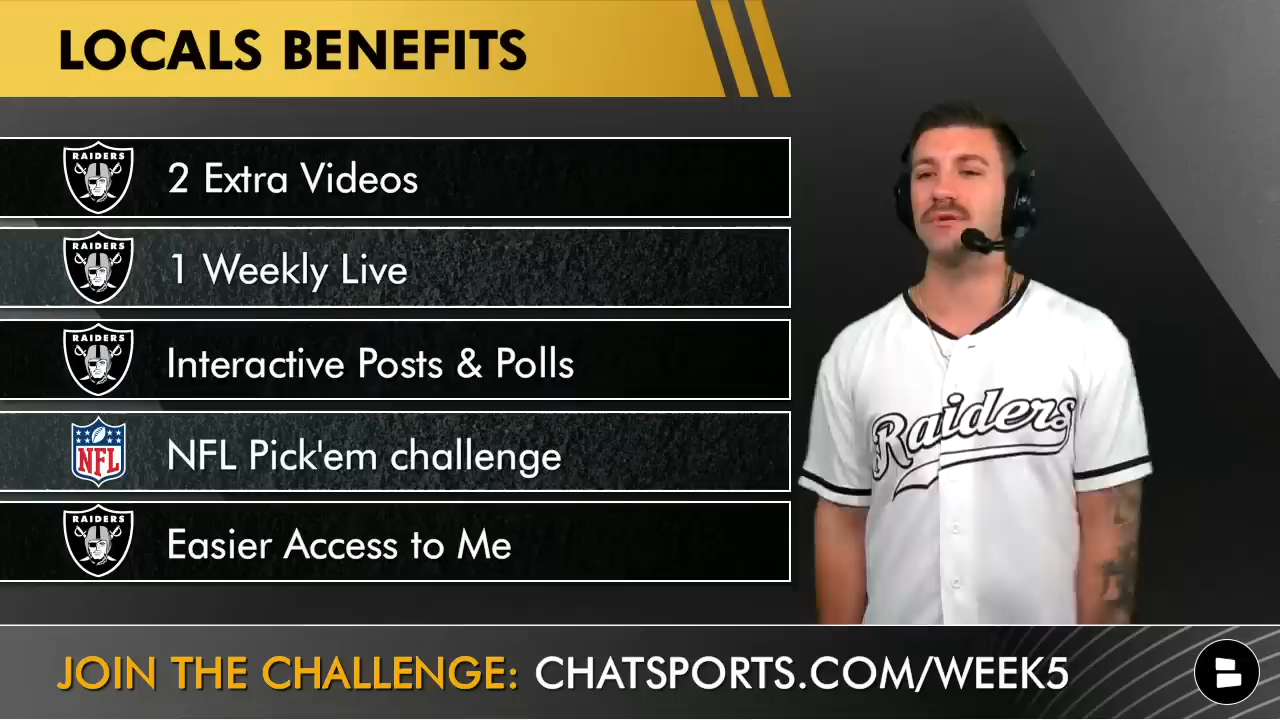 LOCALS BENEFITS
RAIDERS
2 Extra Videos
RAIDERS
1 Weekly Live
RAIDERS
Interactive Posts & Polls
NFL
NFL Pick'em challenge
RAIDERS
Easier Access to Me
Raiders
JOIN THE CHALLENGE: CHATSPORTS.COM/WEEK5